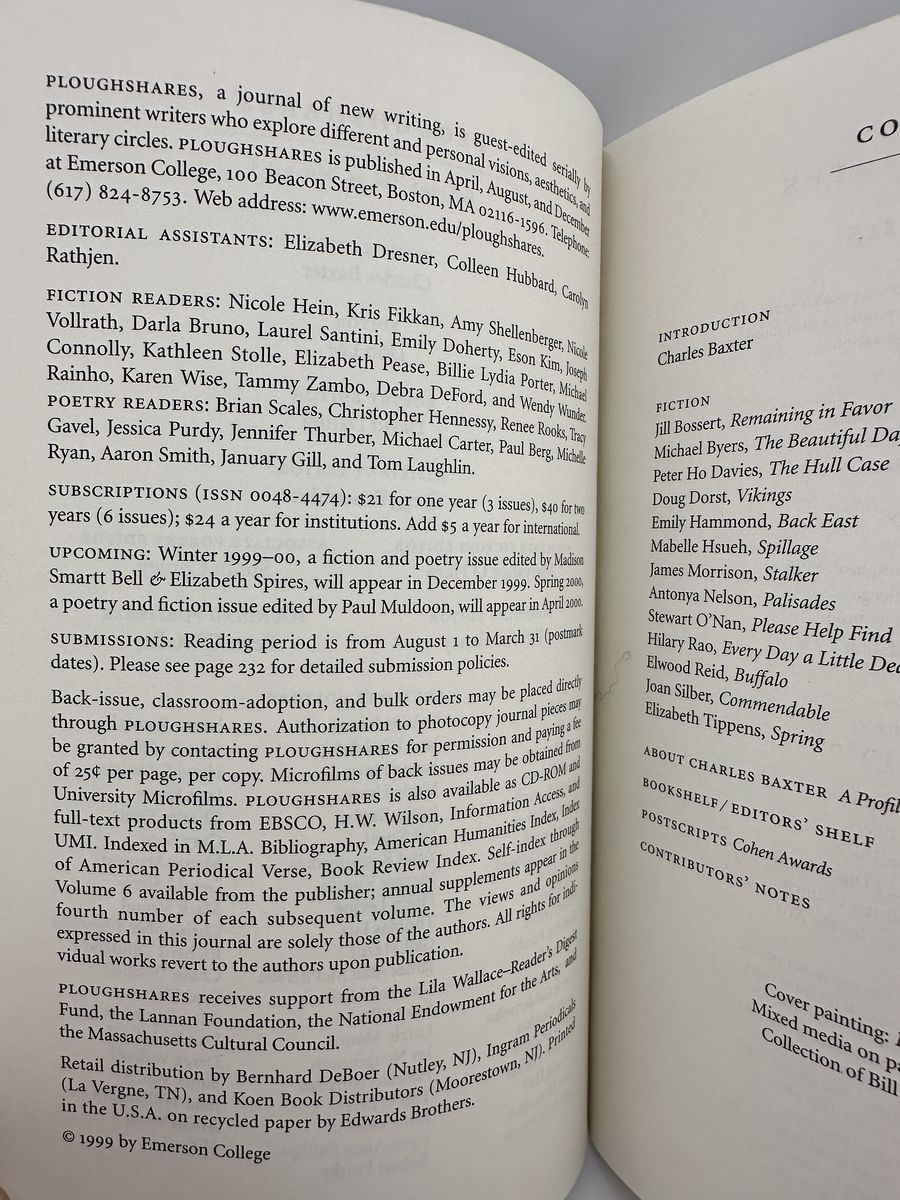 PLOUGHSHARES, a journal of new writing, is guest-edited serially by
prominent writers who explore different and personal visions, aesthetics, and
literary circles. PLOUGHSHARES is published in April, August, and December
at Emerson College, 100 Beacon Street, Boston, MA 02116-1596. Telephone:
(617) 824-8753. Web address: www.emerson.edu/ploughshares.
EDITORIAL ASSISTANTS: Elizabeth Dresner, Colleen Hubbard, Carolyn
Rathjen.
FICTION READERS: Nicole Hein, Kris Fikkan, Amy Shellenberger, Nicole
Vollrath, Darla Bruno, Laurel Santini, Emily Doherty, Eson Kim, Joseph
Connolly, Kathleen Stolle, Elizabeth Pease, Billie Lydia Porter, Michael
Rainho, Karen Wise, Tammy Zambo, Debra DeFord, and Wendy Wunder.
POETRY READERS: Brian Scales, Christopher Hennessy, Renee Rooks, Tracy
Gavel, Jessica Purdy, Jennifer Thurber, Michael Carter, Paul Berg, Michelle
Ryan, Aaron Smith, January Gill, and Tom Laughlin.
SUBSCRIPTIONS (ISSN 0048-4474): $21 for one year (3 issues), $40 for two
years (6 issues); $24 a year for institutions. Add $5 a year for international.
UPCOMING: Winter 1999–00, a fiction and poetry issue edited by Madison
Smartt Bell & Elizabeth Spires, will appear in December 1999. Spring 2000,
a poetry and fiction issue edited by Paul Muldoon, will appear in April 2000.
SUBMISSIONS: Reading period is from August 1 to March 31 (postmark
dates). Please see page 232 for detailed submission policies.
Back-issue, classroom-adoption, and bulk orders may be placed directly
through PLOUGHSHARES. Authorization to photocopy journal pieces may
be granted by contacting PLOUGHSHARES for permission and paying a fee
of 25¢ per page, per copy. Microfilms of back issues may be obtained from
University Microfilms. PLOUGHSHARES is also available as CD-ROM and
full-text products from EBSCO, H.W. Wilson, Information Access, and
UMI. Indexed in M.L.A. Bibliography, American Humanities Index, Index
of American Periodical Verse, Book Review Index. Self-index through
Volume 6 available from the publisher; annual supplements appear in the
fourth number of each subsequent volume. The views and opinions
expressed in this journal are solely those of the authors. All rights for indi-
vidual works revert to the authors upon publication.
PLOUGHSHARES receives support from the Lila Wallace–Reader's Digest
Fund, the Lannan Foundation, the National Endowment for the Arts, and
the Massachusetts Cultural Council.
Retail distribution by Bernhard DeBoer (Nutley, NJ), Ingram Periodicals
(La Vergne, TN), and Koen Book Distributors (Moorestown, NJ). Printed
in the U.S.A. on recycled paper by Edwards Brothers.
© 1999 by Emerson College
CO
INTRODUCTION
Charles Baxter
FICTION
Jill Bossert, Remaining in Favor
Michael Byers, The Beautiful Da
Peter Ho Davies, The Hull Case
Doug Dorst, Vikings
Emily Hammond, Back East
Mabelle Hsueh, Spillage
James Morrison, Stalker
Antonya Nelson, Palisades
Stewart O'Nan, Please Help Find
Hilary Rao, Every Day a Little Dea
Elwood Reid, Buffalo
Joan Silber, Commendable
Elizabeth Tippens, Spring
ABOUT CHARLES BAXTER A Profil
BOOKSHELF/EDITORS' SHELF
POSTSCRIPTS Cohen Awards
CONTRIBUTORS' NOTES
Cover painting:
Mixed media on pa
Collection of Bill